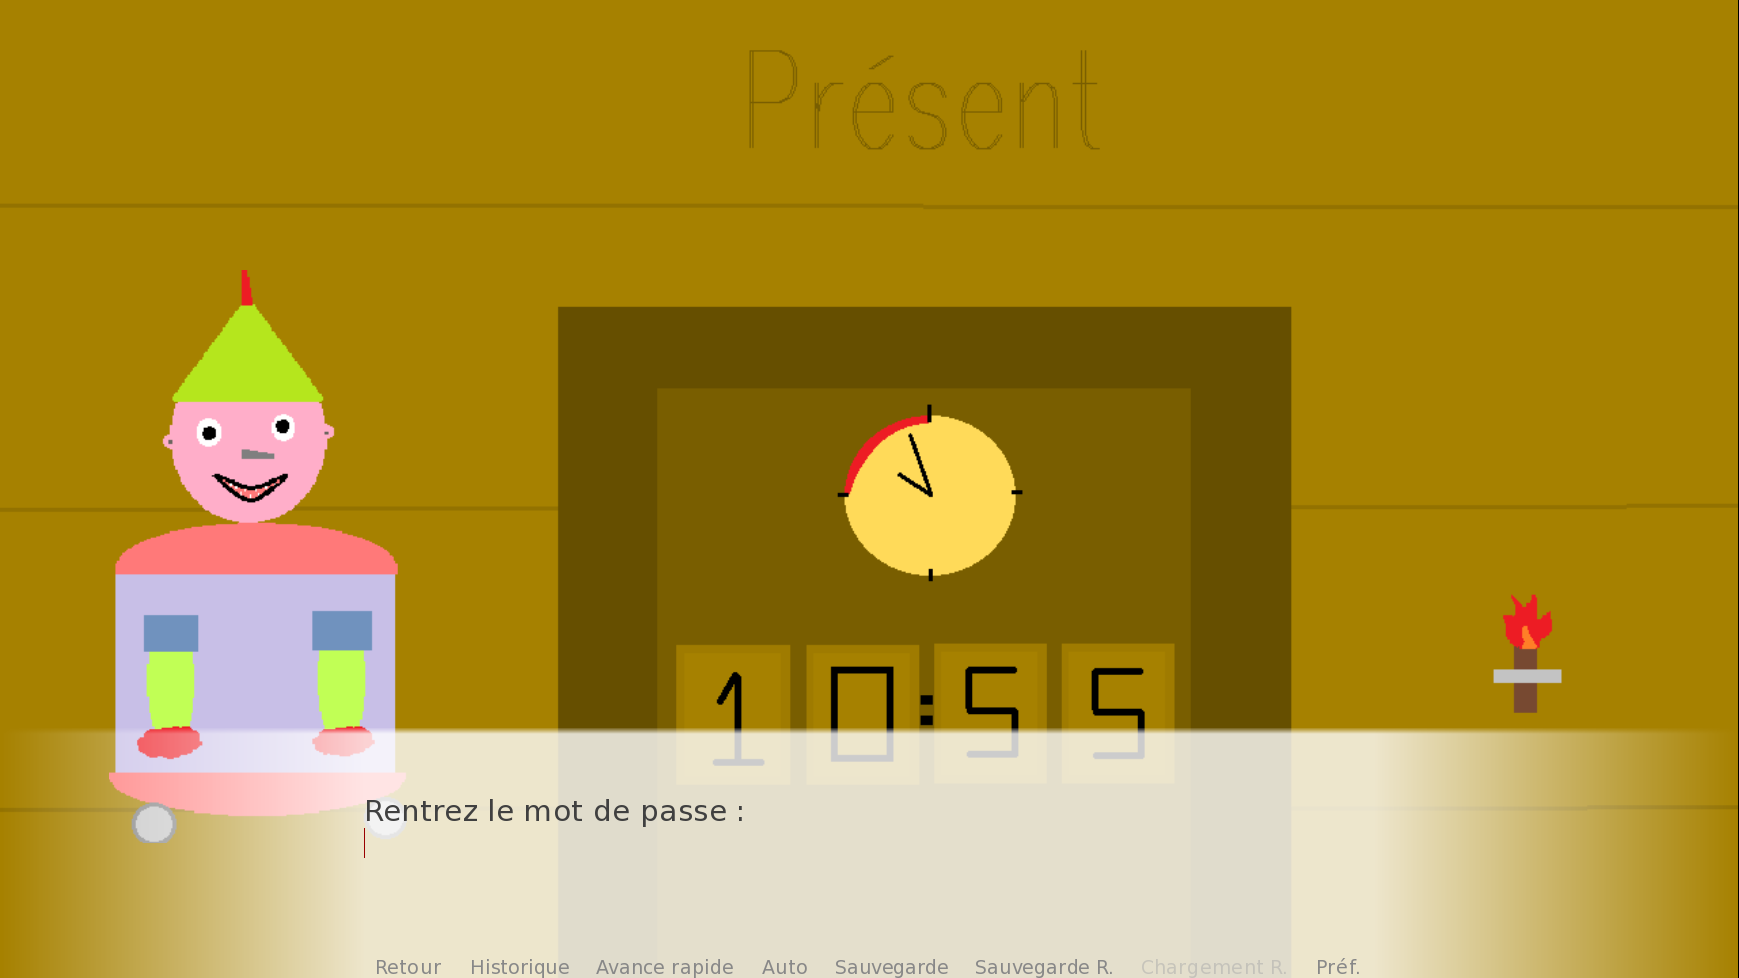 Présent
10:55
Rentrez le mot de passe :
Retour Historique Avance rapide Auto Sauvegarde Sauvegarde R. Chargement R. Préf.